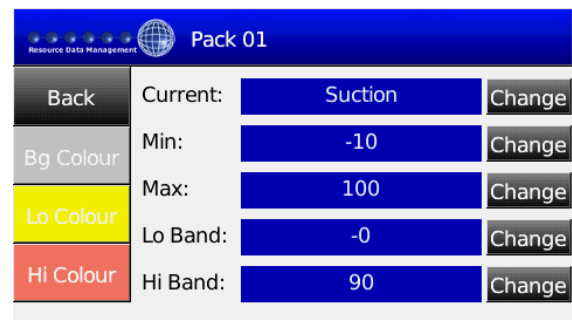 Resource Data Management
Pack 01
Back
Current: Suction Change
Bg Colour
Min: -10 Change
Max: 100 Change
Lo Colour
Lo Band: -0 Change
Hi Colour
Hi Band: 90 Change